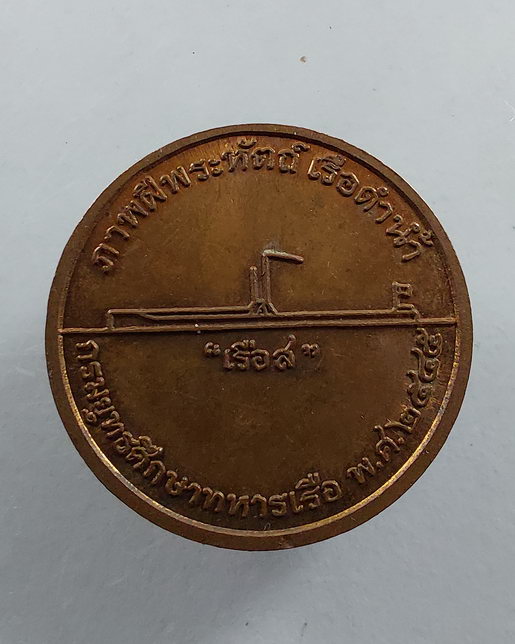 ภาพฝีพระหัตถ์ เรือดำน้ำ
"เรือส"
กรมยุทธศึกษาทหารเรือ พ.ศ.๒๕๔๕